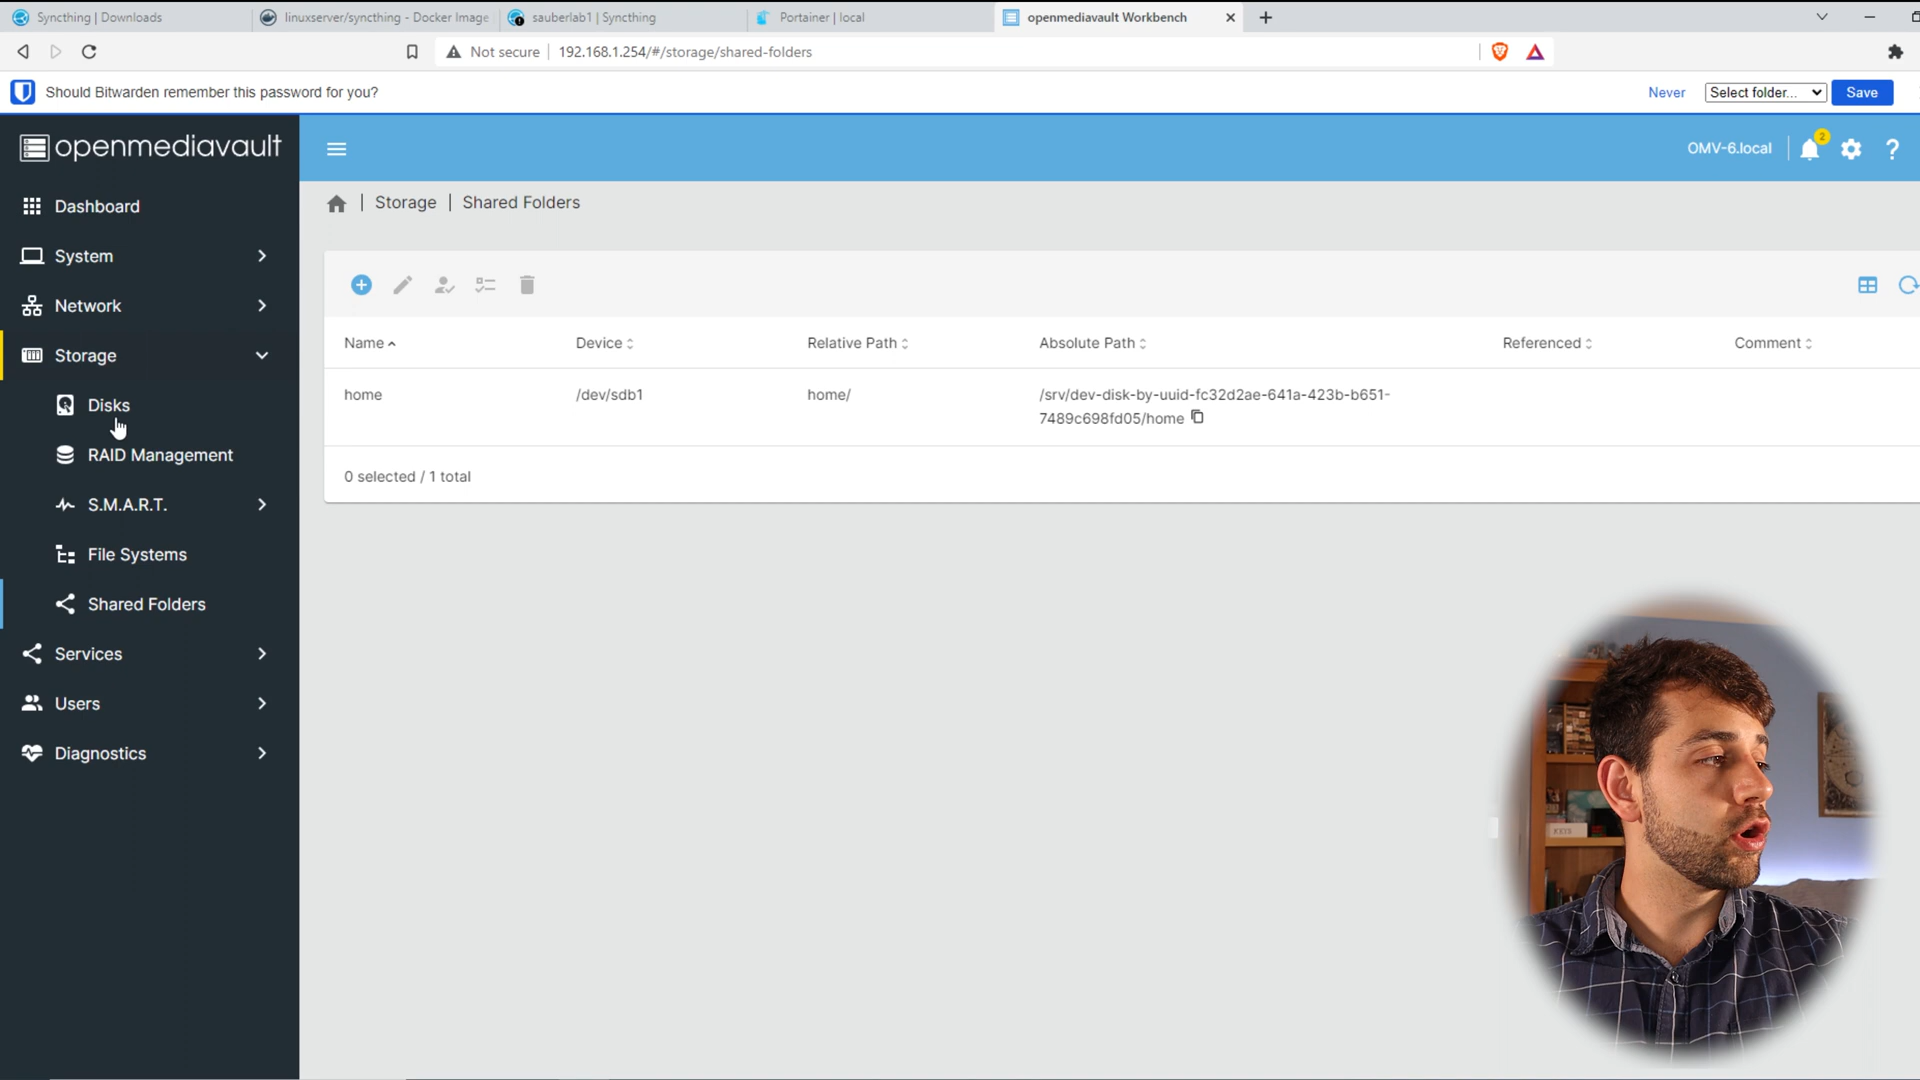 Syncthing | Downloads
linuxserver/syncthing - Docker Image
sauberlab1 | Syncthing
Portainer | local
openmediavault Workbench
Not secure
192.168.1.254/#/storage/shared-folders
Should Bitwarden remember this password for you?
Never
Select folder...
Save
openmediavault
OMV-6.local
2
Dashboard
System
Network
Storage
Disks
RAID Management
S.M.A.R.T.
File Systems
Shared Folders
Services
Users
Diagnostics
| Storage | Shared Folders
Name
Device
Relative Path
Absolute Path
Referenced
Comment
home
/dev/sdb1
home/
/srv/dev-disk-by-uuid-fc32d2ae-641a-423b-b651-
7489c698fd05/home
0 selected / 1 total